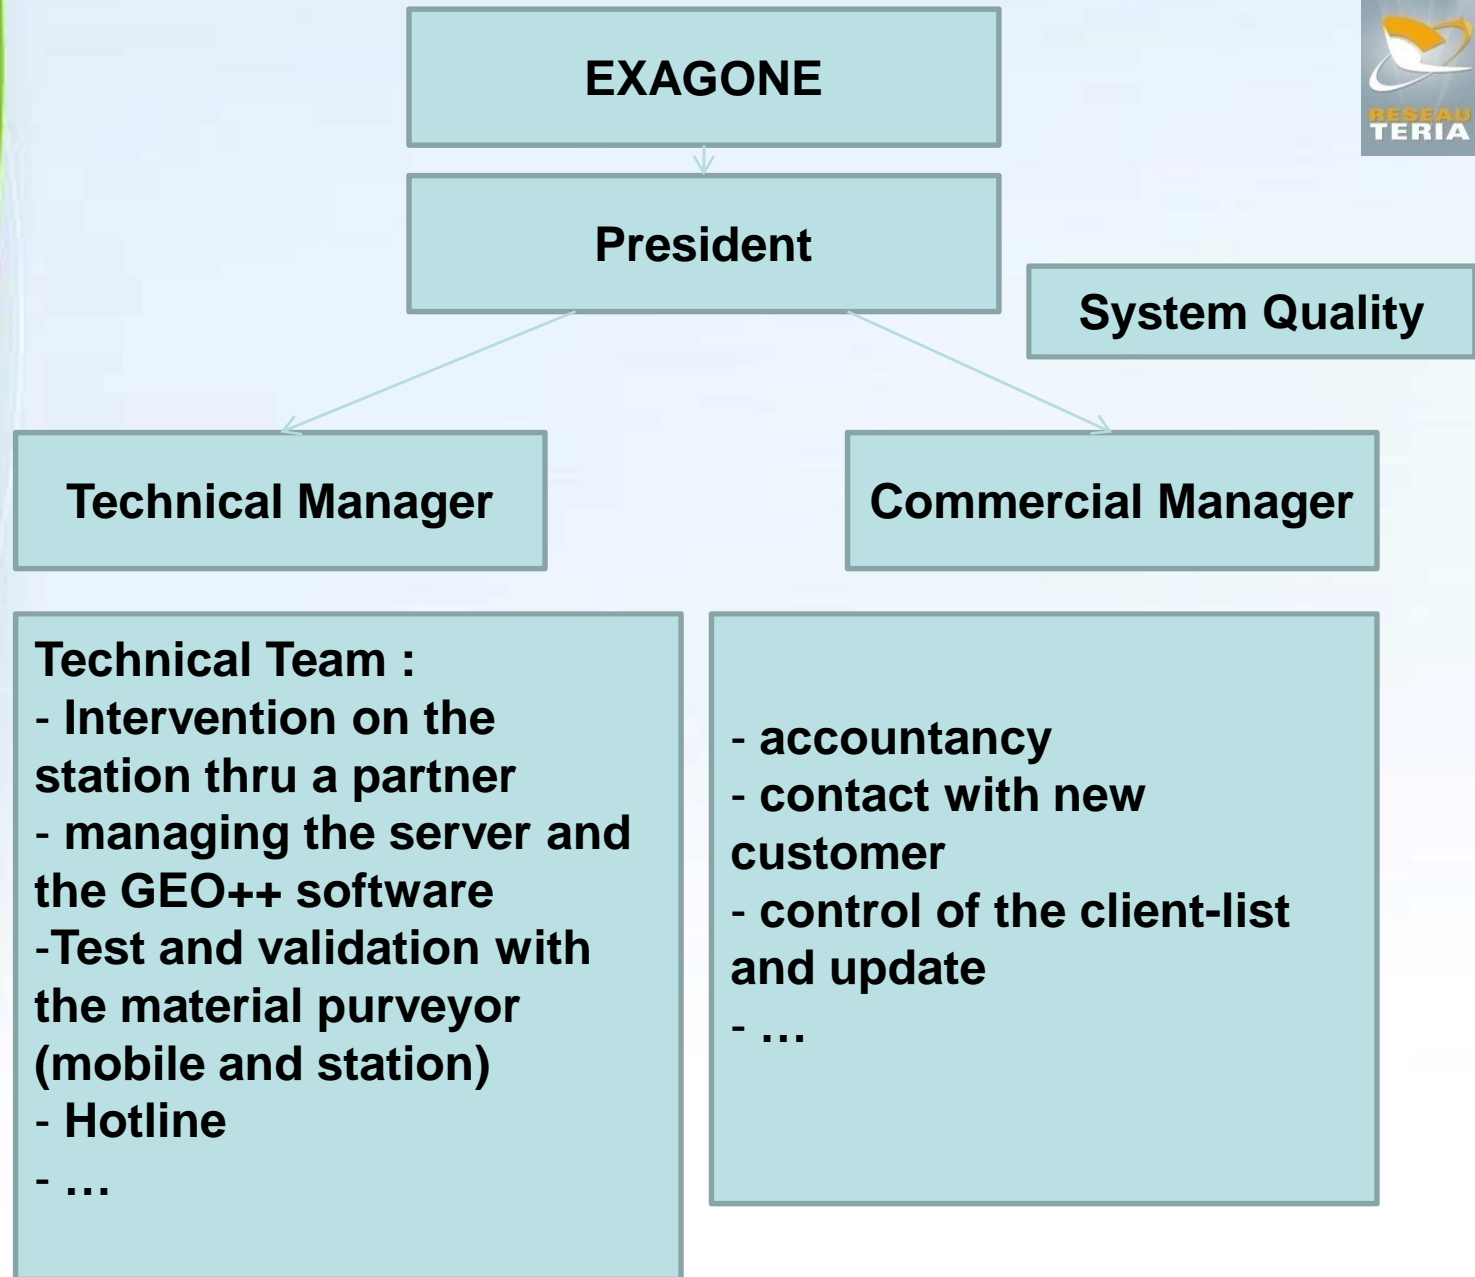 EXAGONE
RESEAU
TERIA
President
System Quality
Technical Manager
Commercial Manager
Technical Team :
- Intervention on the
station thru a partner
- managing the server and
the GEO++ software
-Test and validation with
the material purveyor
(mobile and station)
- Hotline
- …
- accountancy
- contact with new
customer
- control of the client-list
and update
- …